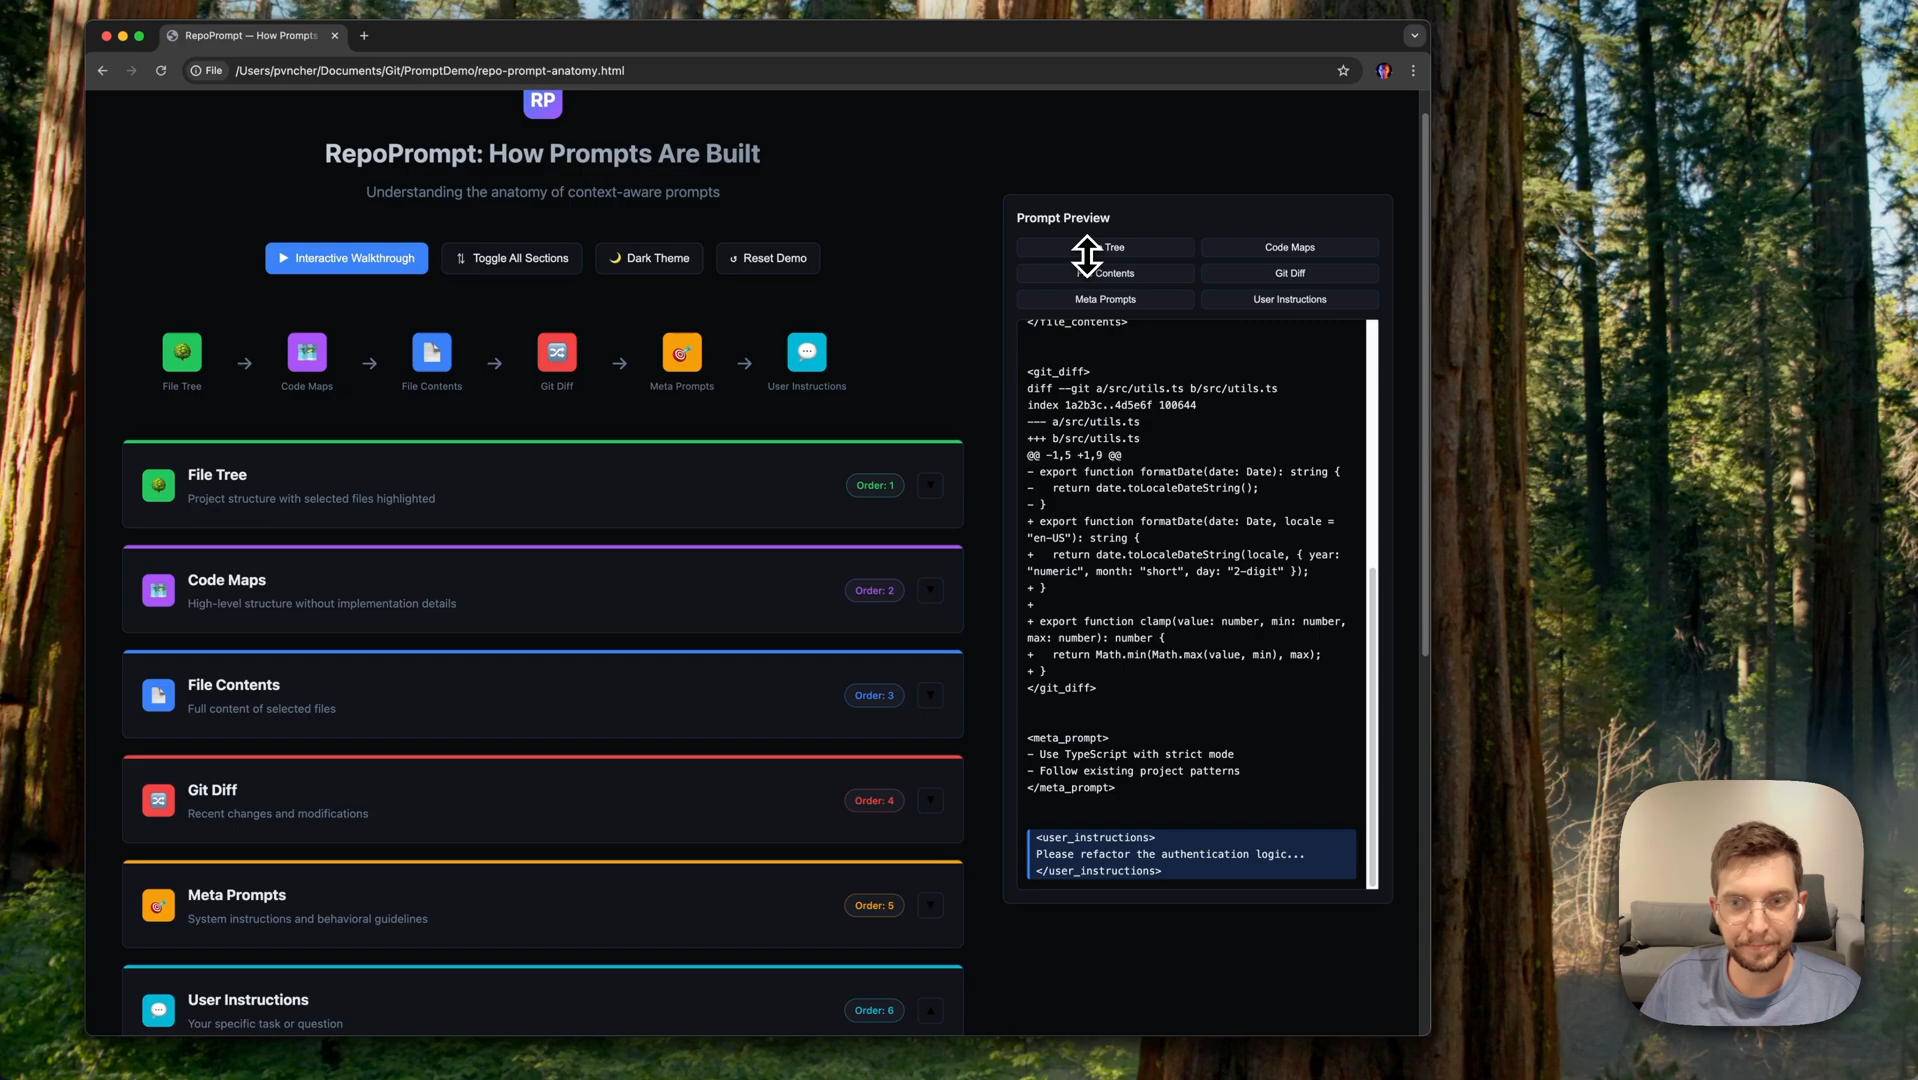 RepoPrompt — How Prompts
File /Users/pvncher/Documents/Git/PromptDemo/repo-prompt-anatomy.html
RP
RepoPrompt: How Prompts Are Built
Understanding the anatomy of context-aware prompts
Interactive Walkthrough
Toggle All Sections
Dark Theme
Reset Demo
File Tree
Code Maps
File Contents
Git Diff
Meta Prompts
User Instructions
File Tree
Project structure with selected files highlighted
Order: 1
Code Maps
High-level structure without implementation details
Order: 2
File Contents
Full content of selected files
Order: 3
Git Diff
Recent changes and modifications
Order: 4
Meta Prompts
System instructions and behavioral guidelines
Order: 5
User Instructions
Your specific task or question
Order: 6
Prompt Preview
Tree
Code Maps
Contents
Git Diff
Meta Prompts
User Instructions
</file_contents>
<git_diff>
diff --git a/src/utils.ts b/src/utils.ts
index 1a2b3c..4d5e6f 100644
--- a/src/utils.ts
+++ b/src/utils.ts
@@ -1,5 +1,9 @@
- export function formatDate(date: Date): string {
-   return date.toLocaleDateString();
- }
+ export function formatDate(date: Date, locale =
"en-US"): string {
+   return date.toLocaleDateString(locale, { year:
"numeric", month: "short", day: "2-digit" });
+ }
+
+ export function clamp(value: number, min: number,
max: number): number {
+   return Math.min(Math.max(value, min), max);
+ }
</git_diff>
<meta_prompt>
- Use TypeScript with strict mode
- Follow existing project patterns
</meta_prompt>
<user_instructions>
Please refactor the authentication logic...
</user_instructions>